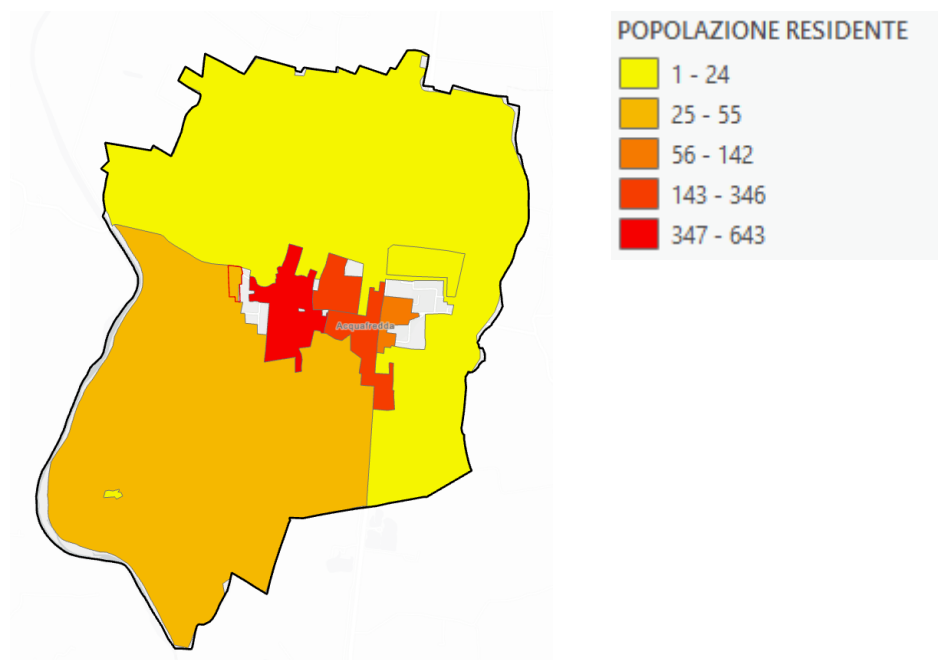 POPOLAZIONE RESIDENTE
1 - 24
25 - 55
56 - 142
143 - 346
347 - 643
Acquafredda